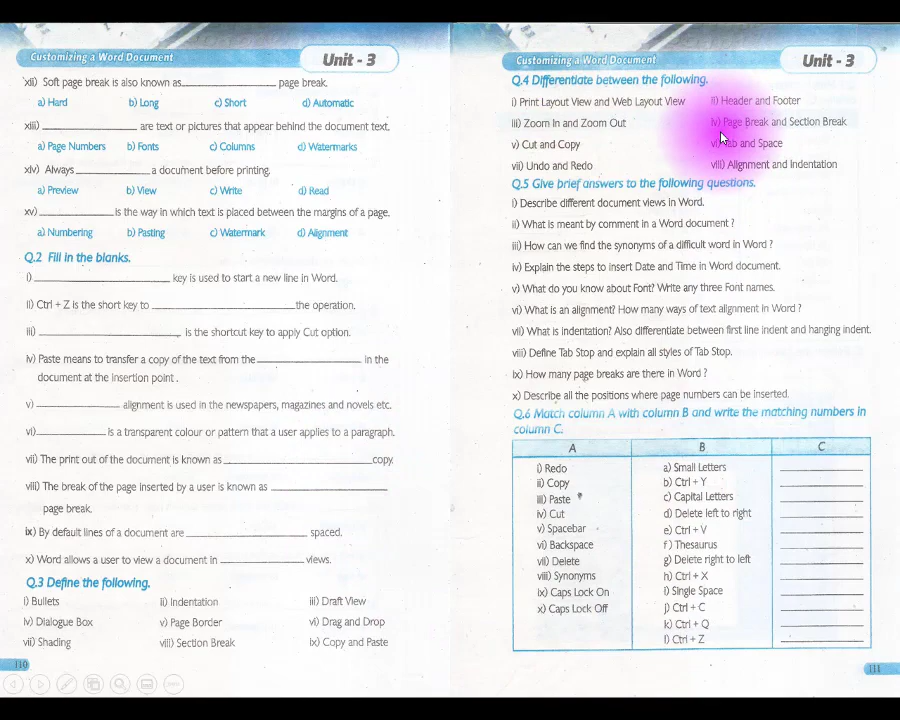 Customizing a Word Document
Unit - 3
xii) Soft page break is also known as____________ page break.
a) Hard b) Long c) Short d) Automatic
xiii) ____________ are text or pictures that appear behind the document text.
a) Page Numbers b) Fonts c) Columns d) Watermarks
xiv) Always____________ a document before printing.
a) Preview b) View c) Write d) Read
xv) ____________ is the way in which text is placed between the margins of a page.
a) Numbering b) Pasting c) Watermark d) Alignment
Q.2 Fill in the blanks.
i) ____________ key is used to start a new line in Word.
ii) Ctrl + Z is the short key to ____________the operation.
iii) ____________ is the shortcut key to apply Cut option.
iv) Paste means to transfer a copy of the text from the ____________ in the
document at the insertion point .
v) ____________ alignment is used in the newspapers, magazines and novels etc.
vi)____________ is a transparent colour or pattern that a user applies to a paragraph.
vii) The print out of the document is known as ____________copy.
viii) The break of the page inserted by a user is known as ____________
page break.
ix) By default lines of a document are ____________ spaced.
x) Word allows a user to view a document in ____________ views.
Q.3 Define the following.
i) Bullets ii) Indentation iii) Draft View
iv) Dialogue Box v) Page Border vi) Drag and Drop
vii) Shading viii) Section Break ix) Copy and Paste
110
Customizing a Word Document
Unit - 3
Q.4 Differentiate between the following.
i) Print Layout View and Web Layout View ii) Header and Footer
iii) Zoom In and Zoom Out iv) Page Break and Section Break
v) Cut and Copy vi) Tab and Space
vii) Undo and Redo viii) Alignment and Indentation
Q.5 Give brief answers to the following questions.
i) Describe different document views in Word.
ii) What is meant by comment in a Word document ?
iii) How can we find the synonyms of a difficult word in Word ?
iv) Explain the steps to insert Date and Time in Word document.
v) What do you know about Font? Write any three Font names.
vi) What is an alignment? How many ways of text alignment in Word ?
vii) What is indentation? Also differentiate between first line indent and hanging indent.
viii) Define Tab Stop and explain all styles of Tab Stop.
ix) How many page breaks are there in Word ?
x) Describe all the positions where page numbers can be inserted.
Q.6 Match column A with column B and write the matching numbers in
column C.
A B C
i) Redo a) Small Letters
ii) Copy b) Ctrl + Y
iii) Paste c) Capital Letters
iv) Cut d) Delete left to right
v) Spacebar e) Ctrl + V
vi) Backspace f) Thesaurus
vii) Delete g) Delete right to left
viii) Synonyms h) Ctrl + X
ix) Caps Lock On i) Single Space
x) Caps Lock Off j) Ctrl + C
k) Ctrl + Q
l) Ctrl + Z
111